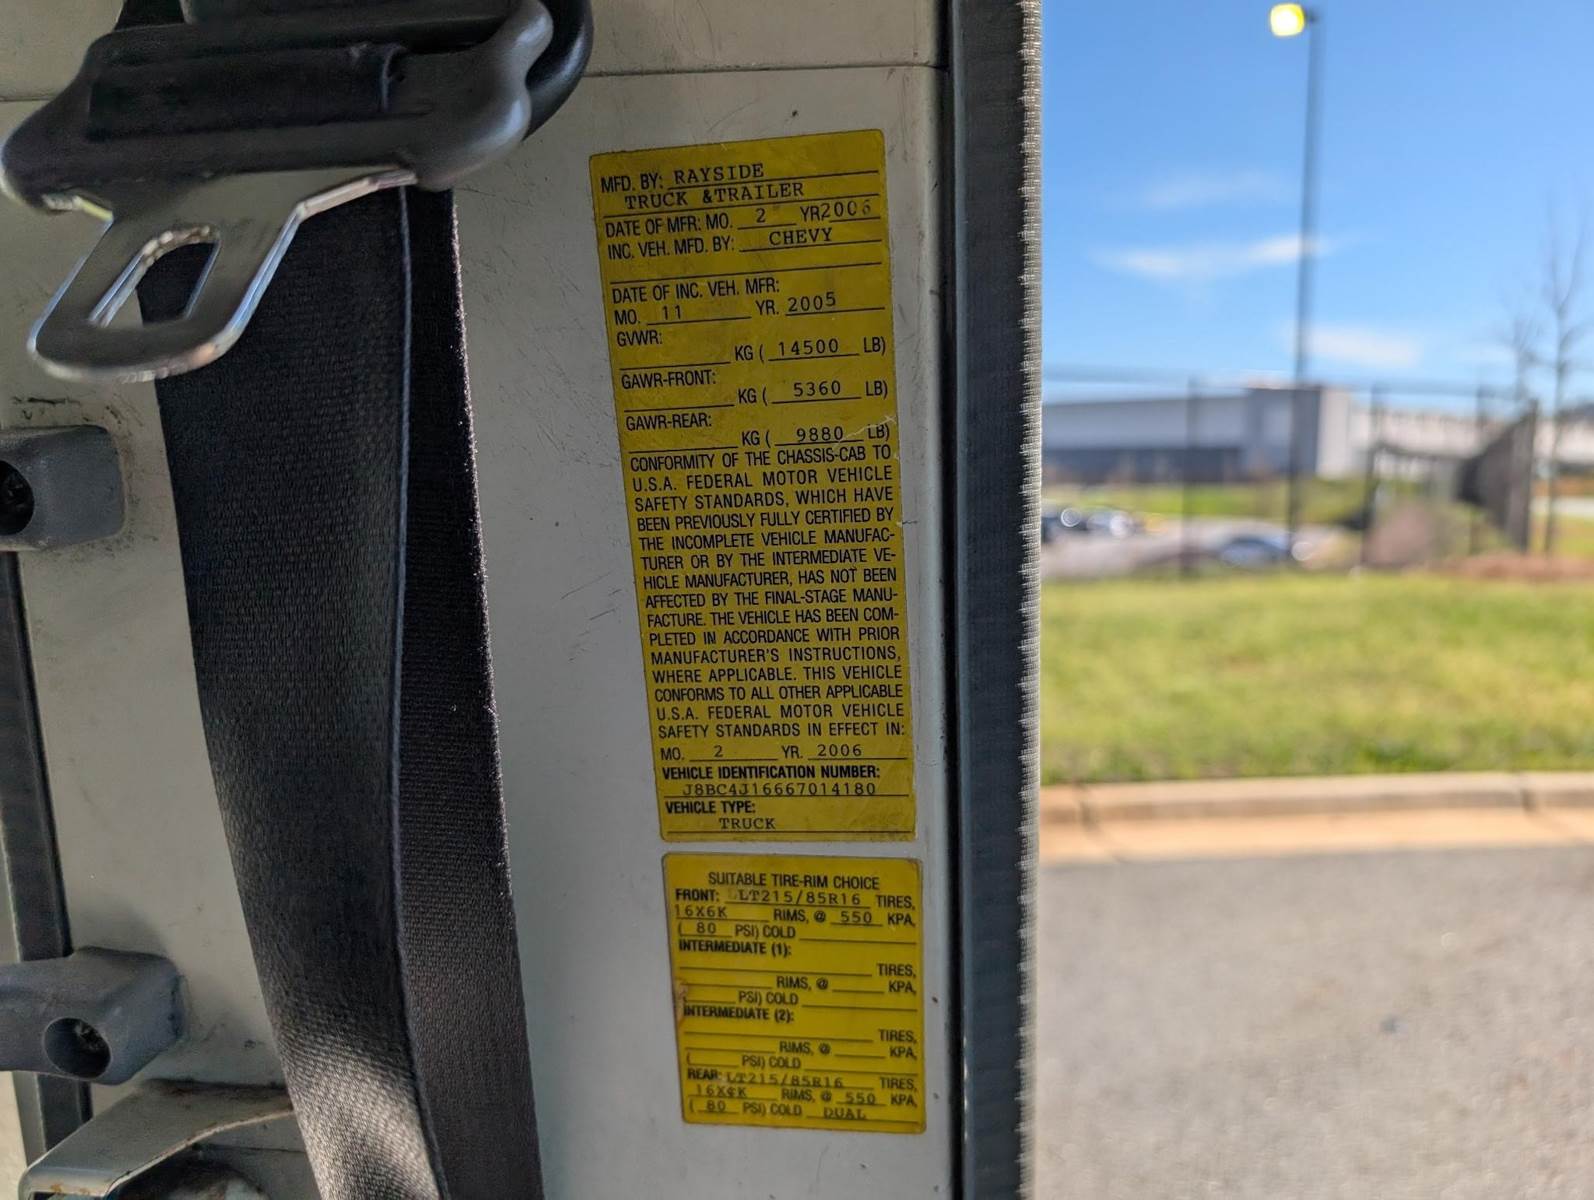 MFD. BY: RAYSIDE
TRUCK &TRAILER
DATE OF MFR: MO. 2 YR 2006
INC. VEH. MFD. BY: CHEVY
DATE OF INC. VEH. MFR:
MO. 11 YR. 2005
GVWR:
KG ( 14500 LB)
GAWR-FRONT:
KG ( 5360 LB)
GAWR-REAR:
KG ( 9880 LB)
CONFORMITY OF THE CHASSIS-CAB TO
U.S.A. FEDERAL MOTOR VEHICLE
SAFETY STANDARDS, WHICH HAVE
BEEN PREVIOUSLY FULLY CERTIFIED BY
THE INCOMPLETE VEHICLE MANUFAC-
TURER OR BY THE INTERMEDIATE VE-
HICLE MANUFACTURER, HAS NOT BEEN
AFFECTED BY THE FINAL-STAGE MANU-
FACTURE. THE VEHICLE HAS BEEN COM-
PLETED IN ACCORDANCE WITH PRIOR
MANUFACTURER'S INSTRUCTIONS,
WHERE APPLICABLE. THIS VEHICLE
CONFORMS TO ALL OTHER APPLICABLE
U.S.A. FEDERAL MOTOR VEHICLE
SAFETY STANDARDS IN EFFECT IN:
MO. 2 YR. 2006
VEHICLE IDENTIFICATION NUMBER:
J8BC4J16667014180
VEHICLE TYPE:
TRUCK
SUITABLE TIRE-RIM CHOICE
FRONT: LT215/85R16 TIRES,
16X6K RIMS, @ 550 KPA,
( 80 PSI) COLD
INTERMEDIATE (1):
TIRES,
RIMS, @ KPA,
PSI) COLD
INTERMEDIATE (2):
TIRES,
RIMS, @ KPA,
( PSI) COLD
REAR: LT215/85R16 TIRES,
RIMS, @ 550 KPA,
( 80 PSI) COLD DUAL